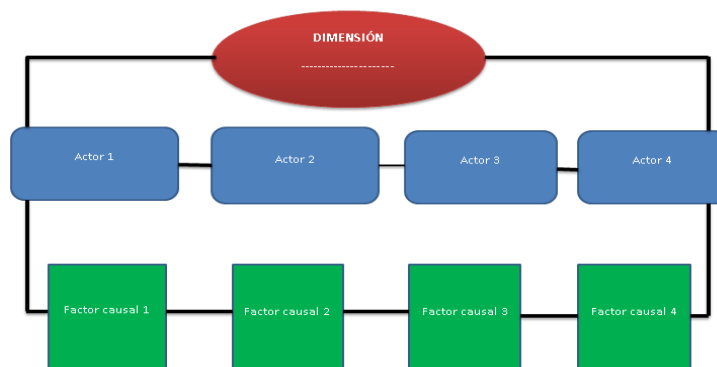 DIMENSIÓN
----------------------
Actor 1
Actor 2
Actor 3
Actor 4
Factor causal 1
Factor causal 2
Factor causal 3
Factor causal 4